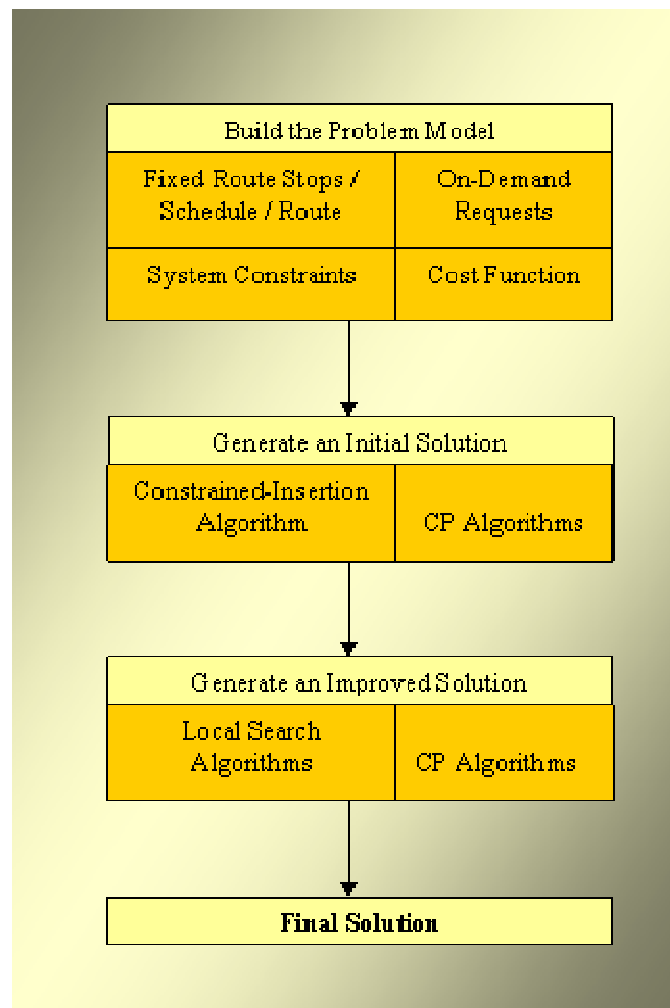 Build the Problem Model
Fixed Route Stops /
Schedule / Route
On-Demand
Requests
System Constraints
Cost Function
Generate an Initial Solution
Constrained-Insertion
Algorithm
CP Algorithms
Generate an Improved Solution
Local Search
Algorithms
CP Algorithms
Final Solution